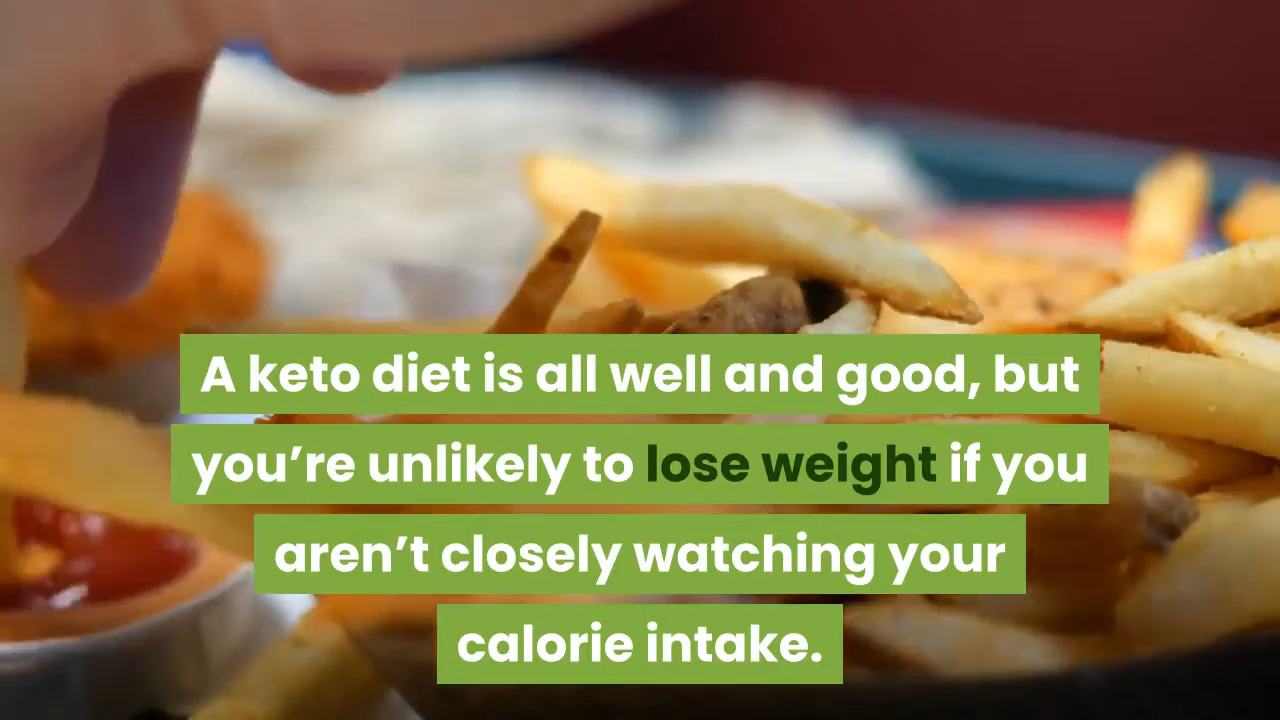 A keto diet is all well and good, but
you’re unlikely to lose weight if you
aren’t closely watching your
calorie intake.